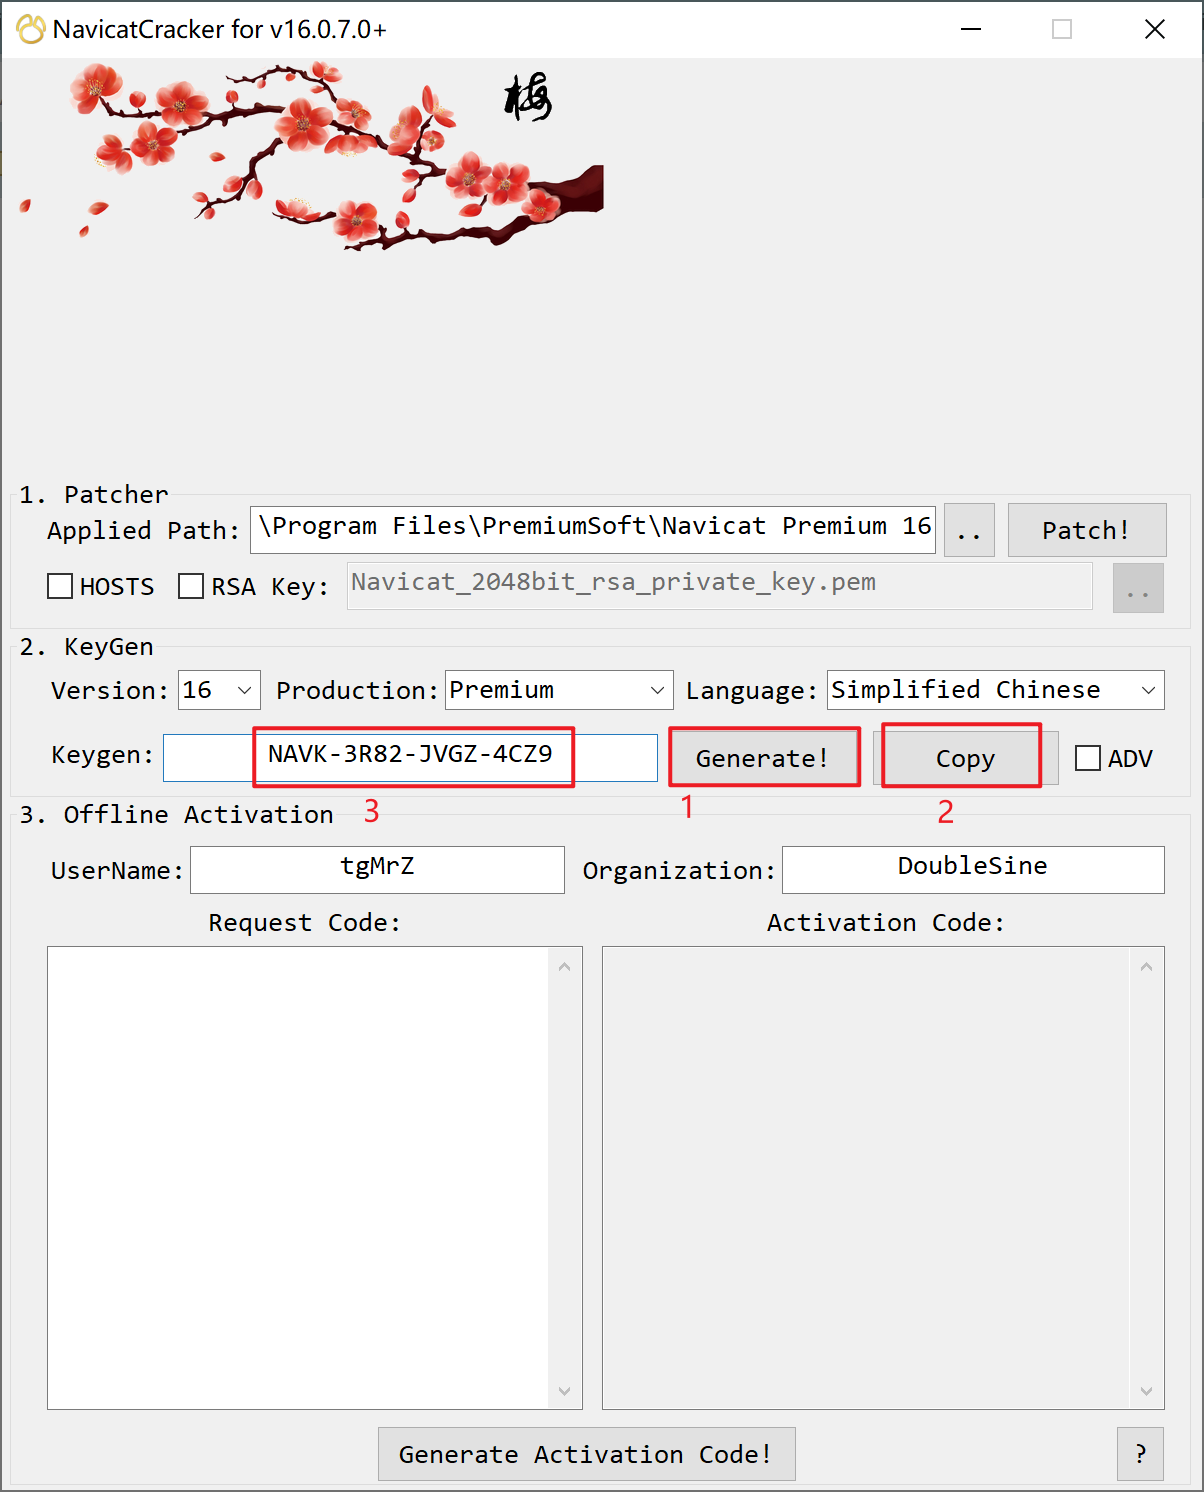 NavicatCracker for v16.0.7.0+
梅
1. Patcher
Applied Path: \Program Files\PremiumSoft\Navicat Premium 16 .. Patch!
HOSTS RSA Key: Navicat_2048bit_rsa_private_key.pem ..
2. KeyGen
Version: 16 Production: Premium Language: Simplified Chinese
Keygen: NAVK-3R82-JVGZ-4CZ9 Generate! Copy ADV
3 1 2
3. Offline Activation
UserName: tgMrZ Organization: DoubleSine
Request Code: Activation Code:
Generate Activation Code! ?